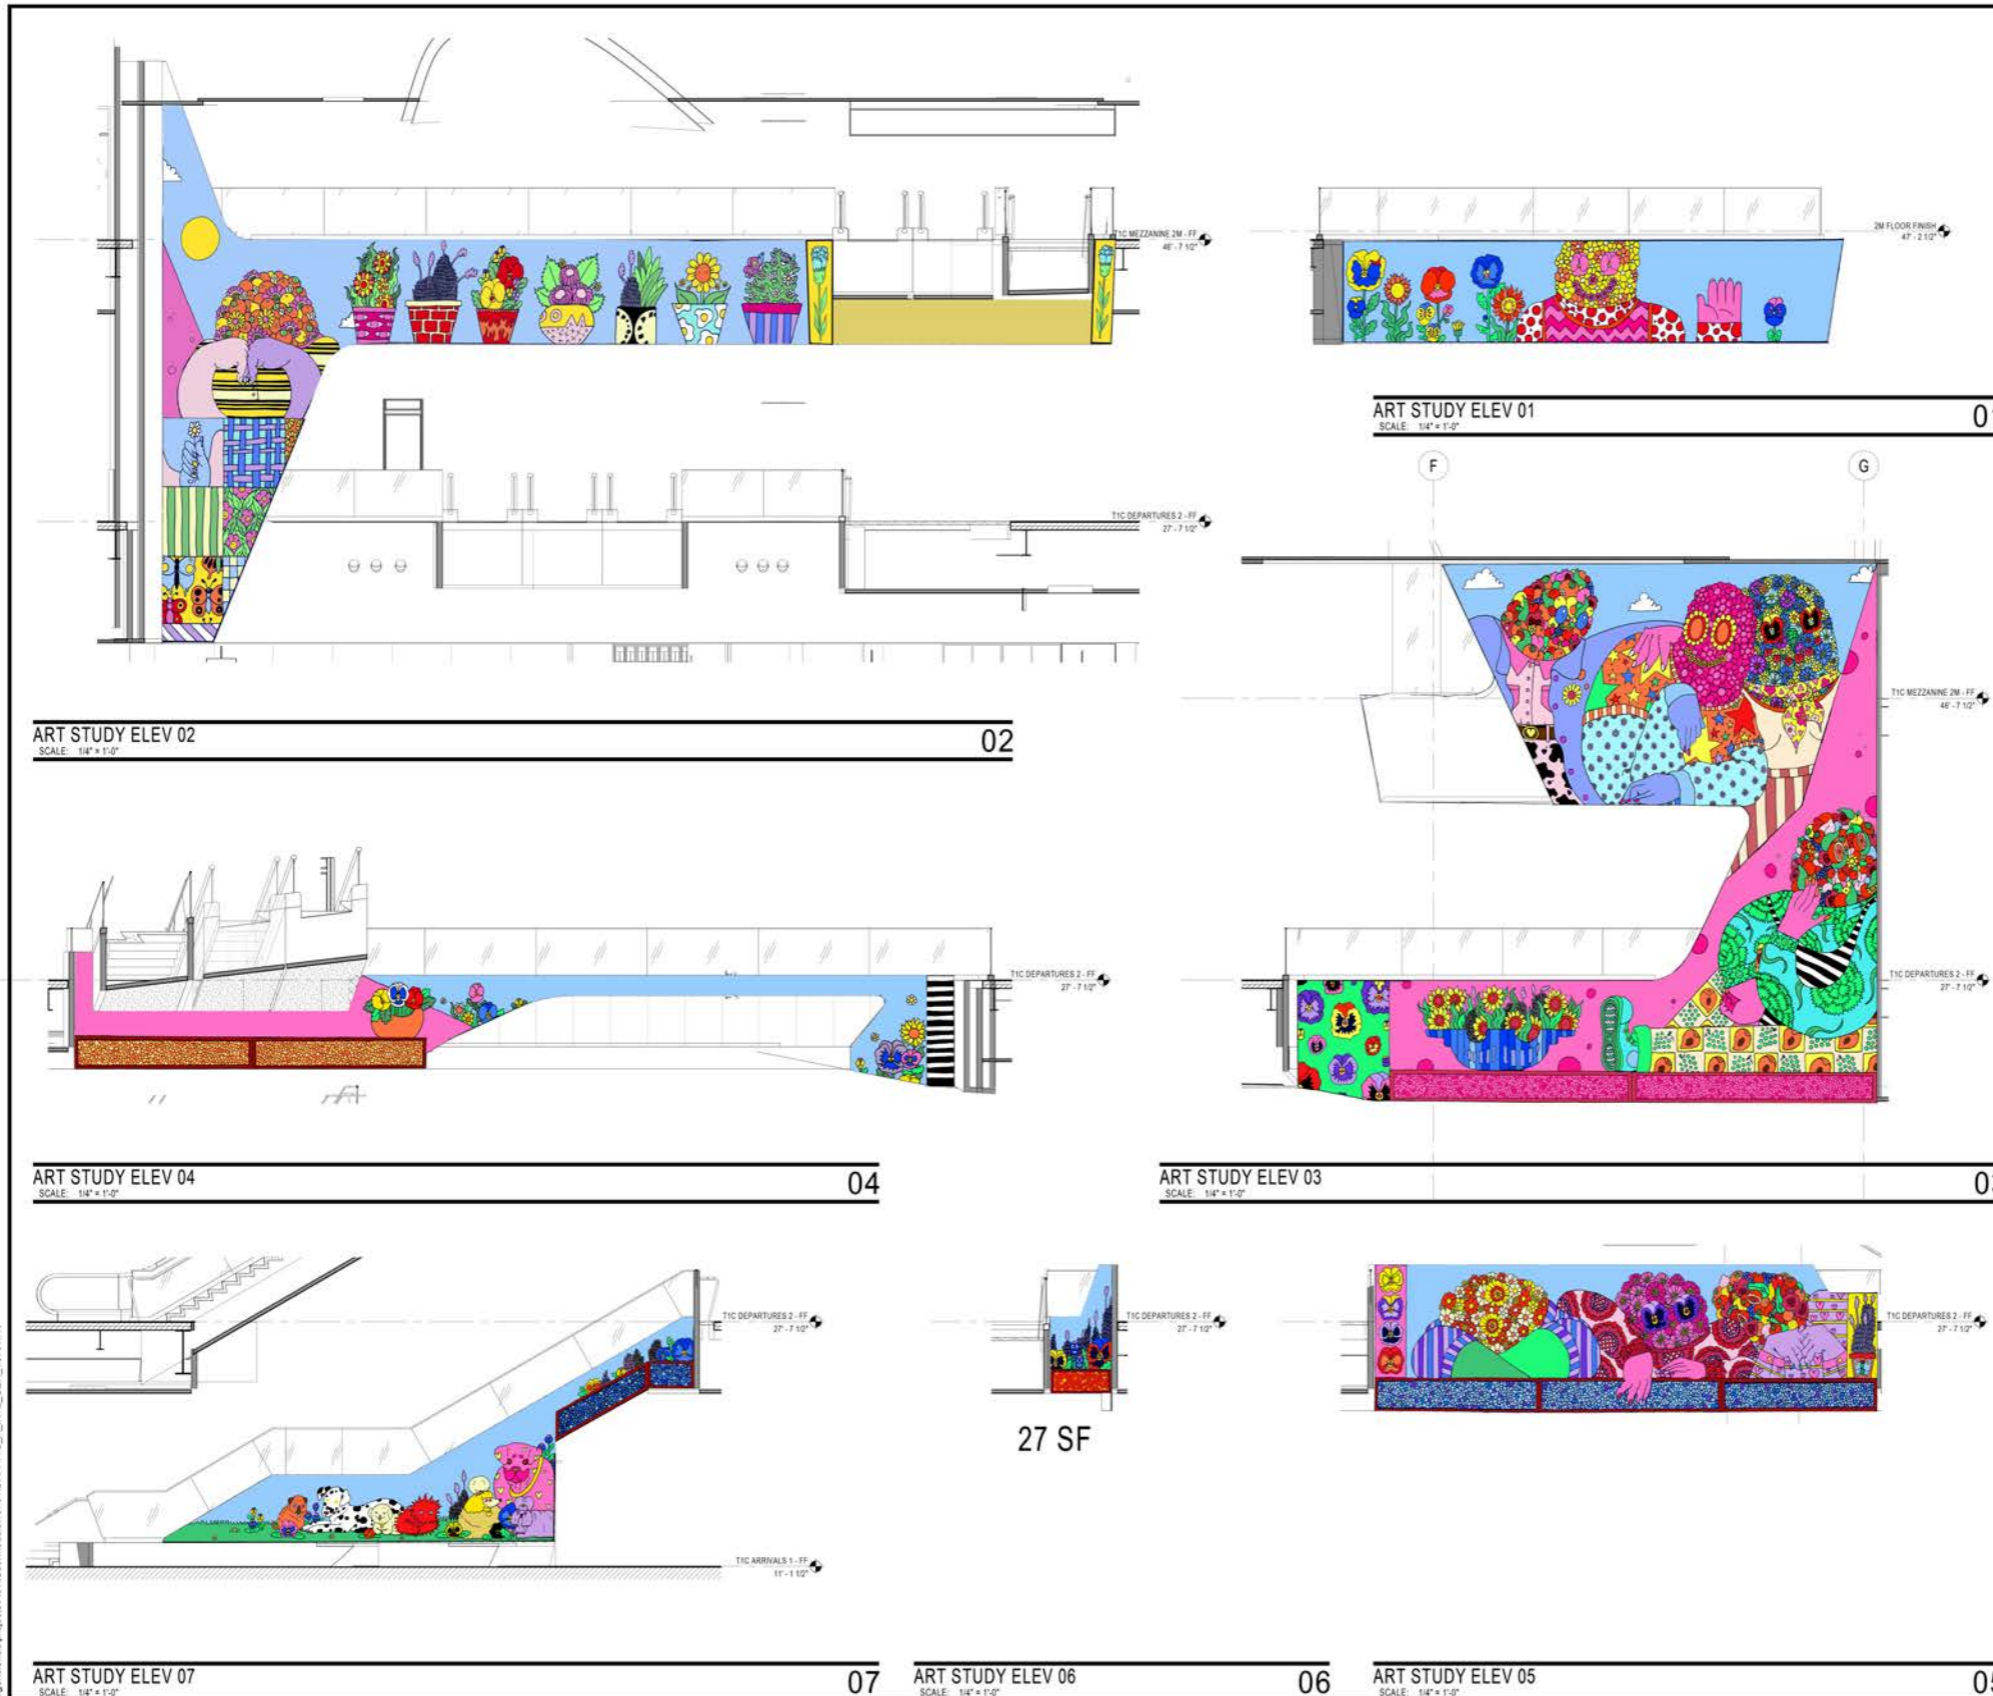 T1C MEZZANINE 2M - FF
46' - 7 1/2"
2M FLOOR FINISH
47' - 2 1/2"
ART STUDY ELEV 01
SCALE: 1/4" = 1'-0"
F
G
T1C DEPARTURES 2 - FF
27' - 7 1/2"
ART STUDY ELEV 02
02
SCALE: 1/4" = 1'-0"
T1C MEZZANINE 2M - FF
46' - 7 1/2"
T1C DEPARTURES 2 - FF
27' - 7 1/2"
T1C DEPARTURES 2 - FF
27' - 7 1/2"
ART STUDY ELEV 04
04
SCALE: 1/4" = 1'-0"
ART STUDY ELEV 03
SCALE: 1/4" = 1'-0"
T1C DEPARTURES 2 - FF
27' - 7 1/2"
T1C DEPARTURES 2 - FF
27' - 7 1/2"
T1C DEPARTURES 2 - FF
27' - 7 1/2"
27 SF
T1C ARRIVALS 1 - FF
11' - 1 1/2"
ART STUDY ELEV 07
07
SCALE: 1/4" = 1'-0"
ART STUDY ELEV 06
06
SCALE: 1/4" = 1'-0"
ART STUDY ELEV 05
SCALE: 1/4" = 1'-0"